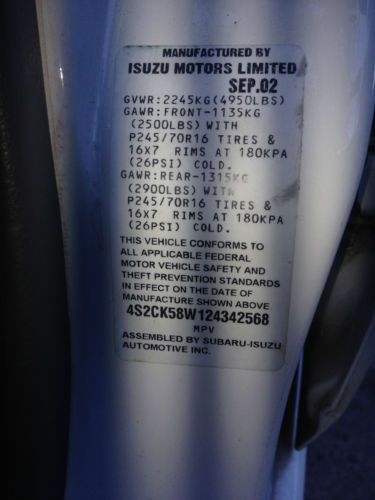 MANUFACTURED BY
ISUZU MOTORS LIMITED
SEP.02
GVWR:2245KG(4950LBS)
GAWR:FRONT-1135KG
(2500LBS) WITH
P245/70R16 TIRES &
16X7 RIMS AT 180KPA
(26PSI) COLD.
GAWR:REAR-1315KG
(2900LBS) WITH
P245/70R16 TIRES &
16X7 RIMS AT 180KPA
(26PSI) COLD.
THIS VEHICLE CONFORMS TO
ALL APPLICABLE FEDERAL
MOTOR VEHICLE SAFETY AND
THEFT PREVENTION STANDARDS
IN EFFECT ON THE DATE OF
MANUFACTURE SHOWN ABOVE
4S2CK58W124342568
MPV
ASSEMBLED BY SUBARU-ISUZU
AUTOMOTIVE INC.